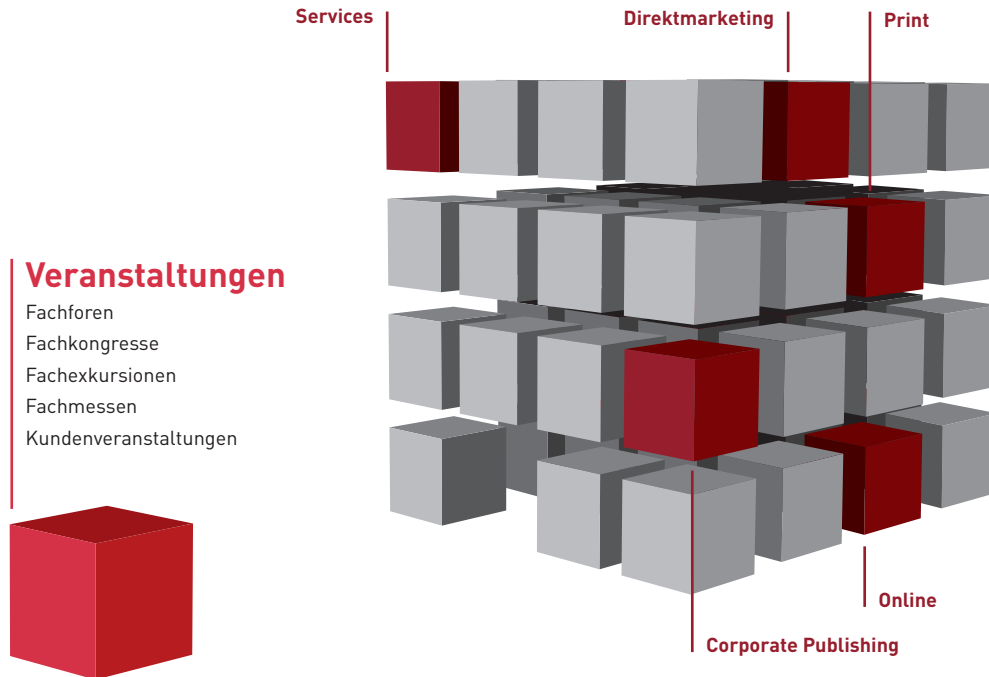 Services
Direktmarketing
Print
Veranstaltungen
Fachforen
Fachkongresse
Fachexkursionen
Fachmessen
Kundenveranstaltungen
Online
Corporate Publishing